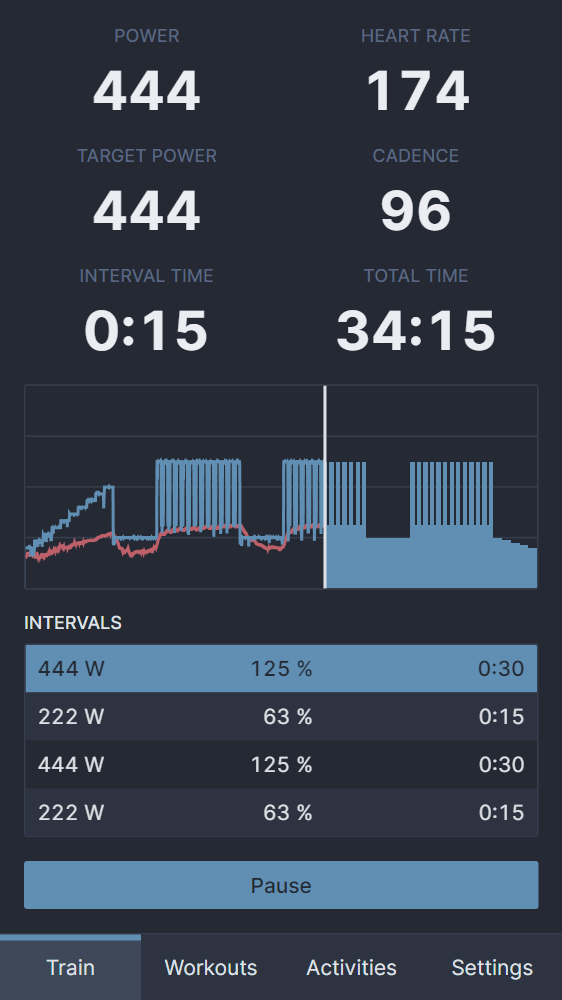 POWER HEART RATE
444 174
TARGET POWER CADENCE
444 96
INTERVAL TIME TOTAL TIME
0:15 34:15
INTERVALS
444 W 125 % 0:30
222 W 63 % 0:15
444 W 125 % 0:30
222 W 63 % 0:15
Pause
Train Workouts Activities Settings